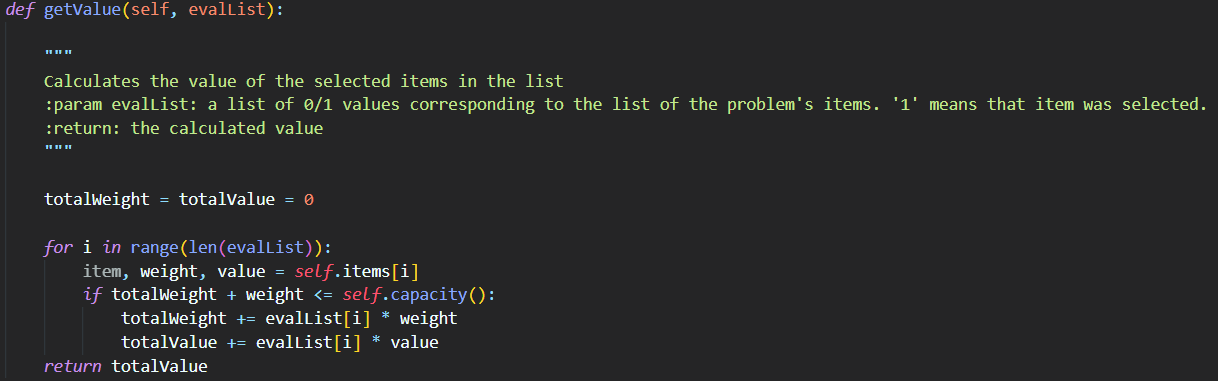 def getValue(self, evalList):
"""
Calculates the value of the selected items in the list
:param evalList: a list of 0/1 values corresponding to the list of the problem's items. '1' means that item was selected.
:return: the calculated value
"""
totalWeight = totalValue = 0
for i in range(len(evalList)):
item, weight, value = self.items[i]
if totalWeight + weight <= self.capacity():
totalWeight += evalList[i] * weight
totalValue += evalList[i] * value
return totalValue